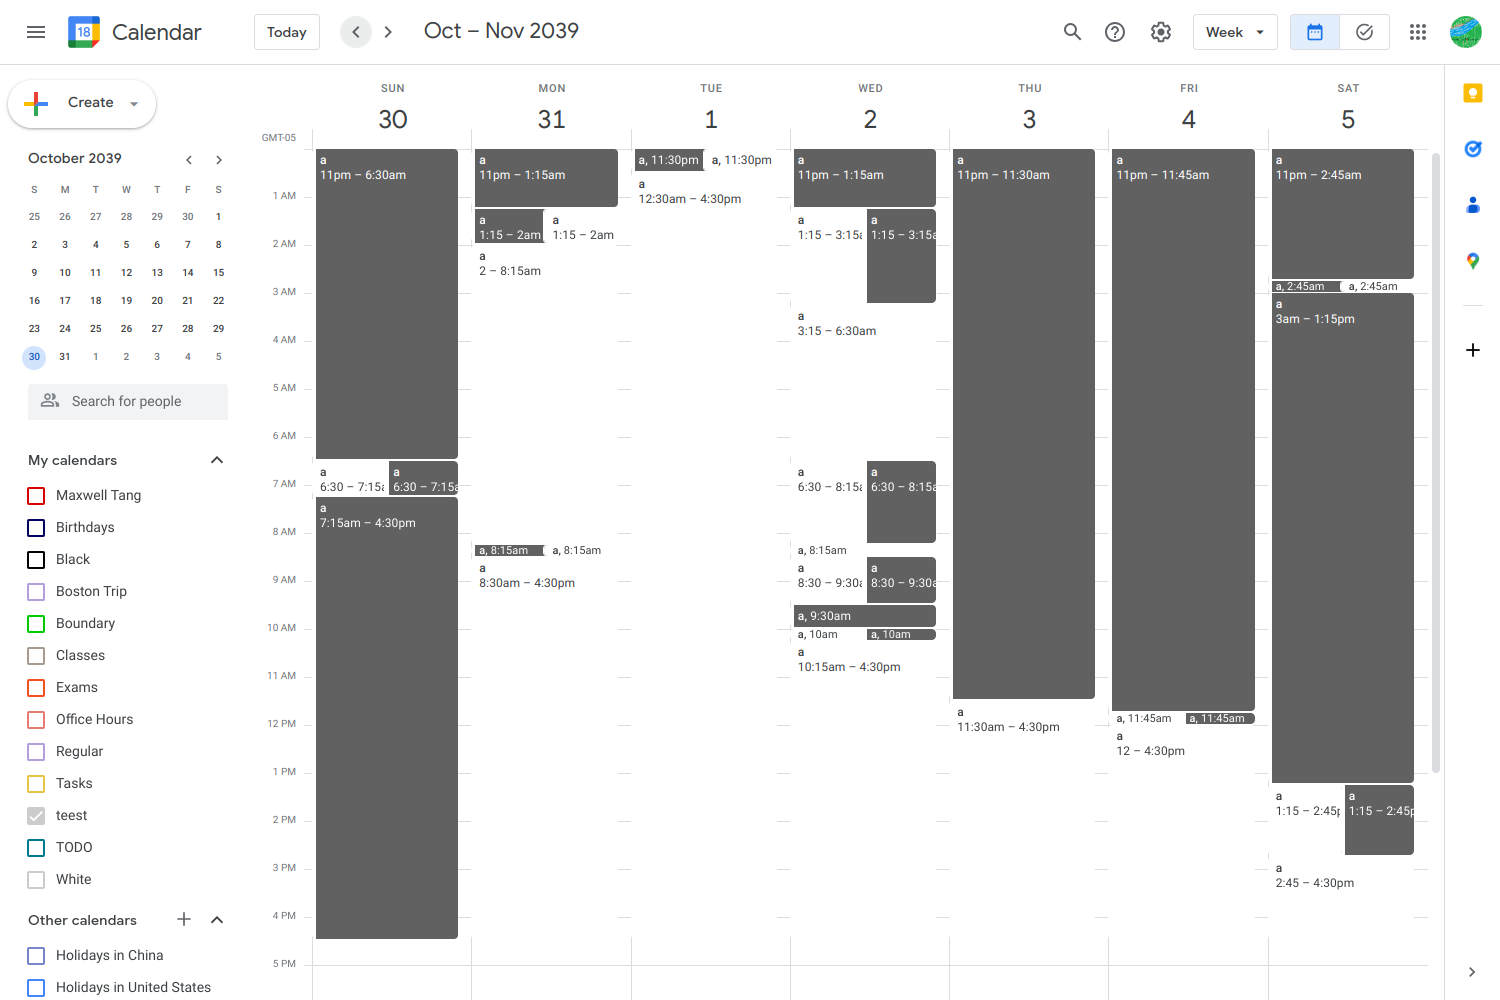 18 Calendar Today Oct – Nov 2039 Week
Create
October 2039
S M T W T F S
25 26 27 28 29 30 1
2 3 4 5 6 7 8
9 10 11 12 13 14 15
16 17 18 19 20 21 22
23 24 25 26 27 28 29
30 31 1 2 3 4 5
Search for people
My calendars
Maxwell Tang
Birthdays
Black
Boston Trip
Boundary
Classes
Exams
Office Hours
Regular
Tasks
teest
TODO
White
Other calendars
Holidays in China
Holidays in United States
GMT-05
1 AM
2 AM
3 AM
4 AM
5 AM
6 AM
7 AM
8 AM
9 AM
10 AM
11 AM
12 PM
1 PM
2 PM
3 PM
4 PM
5 PM
SUN
30
a
11pm – 6:30am
a
6:30 – 7:15a
a
6:30 – 7:15a
a
7:15am – 4:30pm
MON
31
a
11pm – 1:15am
a
1:15 – 2am
a
1:15 – 2am
a
2 – 8:15am
a, 8:15am
a, 8:15am
a
8:30am – 4:30pm
TUE
1
a, 11:30pm
a, 11:30pm
a
12:30am – 4:30pm
WED
2
a
11pm – 1:15am
a
1:15 – 3:15a
a
1:15 – 3:15a
a
3:15 – 6:30am
a
6:30 – 8:15a
a
6:30 – 8:15a
a, 8:15am
a
8:30 – 9:30a
a
8:30 – 9:30a
a, 9:30am
a, 10am
a, 10am
a
10:15am – 4:30pm
THU
3
a
11pm – 11:30am
a
11:30am – 4:30pm
FRI
4
a
11pm – 11:45am
a, 11:45am
a, 11:45am
a
12 – 4:30pm
SAT
5
a
11pm – 2:45am
a, 2:45am
a, 2:45am
a
3am – 1:15pm
a
1:15 – 2:45p
a
1:15 – 2:45p
a
2:45 – 4:30pm